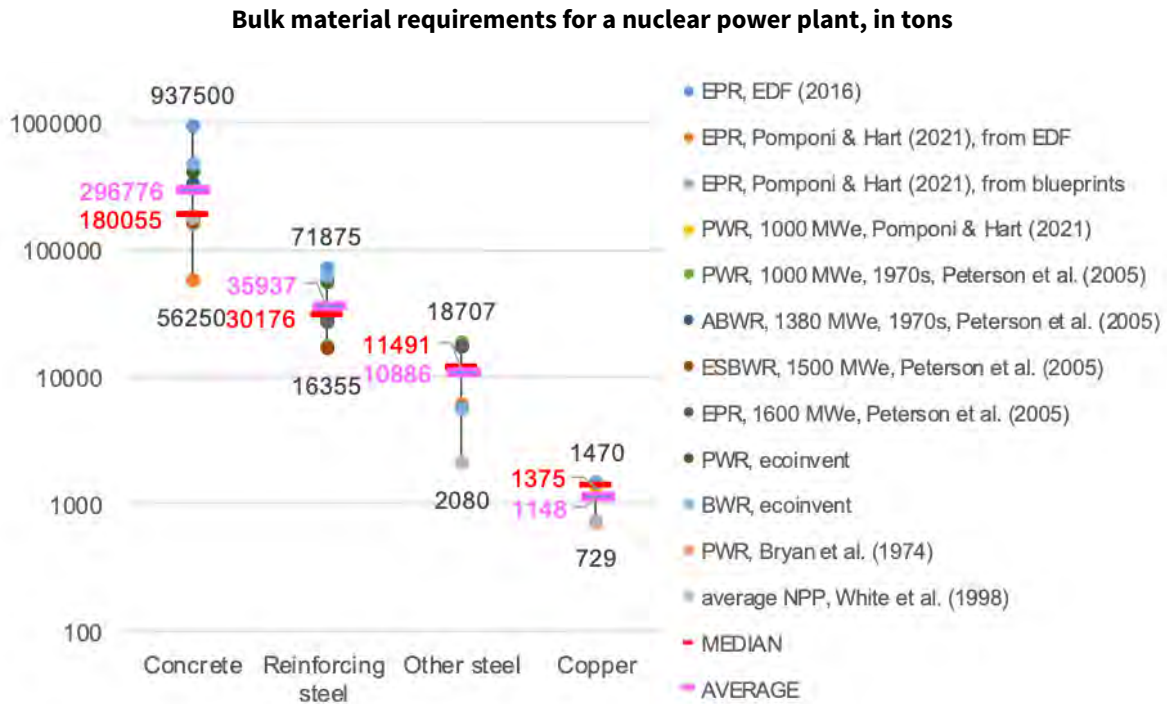 Bulk material requirements for a nuclear power plant, in tons
1000000
100000
10000
1000
100
937500
296776
180055
56250
71875
35937
30176
16355
18707
11491
10886
2080
1470
1375
1148
729
Concrete
Reinforcing
steel
Other steel
Copper
EPR, EDF (2016)
EPR, Pomponi & Hart (2021), from EDF
EPR, Pomponi & Hart (2021), from blueprints
PWR, 1000 MWe, Pomponi & Hart (2021)
PWR, 1000 MWe, 1970s, Peterson et al. (2005)
ABWR, 1380 MWe, 1970s, Peterson et al. (2005)
ESBWR, 1500 MWe, Peterson et al. (2005)
EPR, 1600 MWe, Peterson et al. (2005)
PWR, ecoinvent
BWR, ecoinvent
PWR, Bryan et al. (1974)
average NPP, White et al. (1998)
MEDIAN
AVERAGE